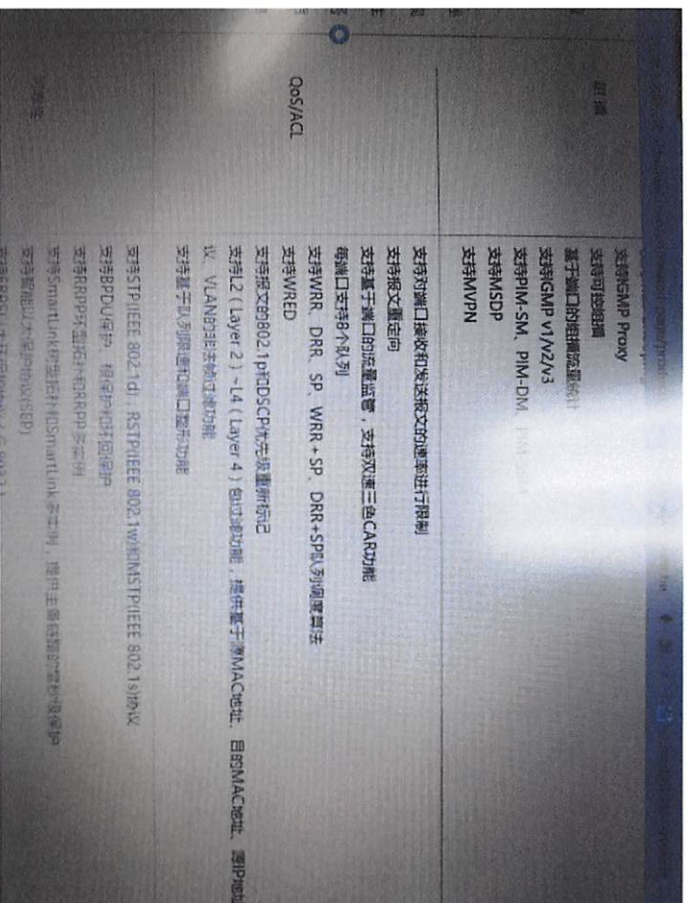 组播
支持IGMP Proxy
支持可控组播
基于端口的组播流量统计
支持IGMP v1/v2/v3
支持PIM-SM、PIM-DM、
支持MSDP
支持MVPN
QoS/ACL
支持对端口接收和发送报文的速率进行限制
支持报文重定向
支持基于端口的流量监管，支持双速三色CAR功能
每端口支持8个队列
支持WRR、DRR、SP、WRR+SP、DRR+SP队列调度算法
支持WRED
支持报文的802.1p和DSCP优先级重新标记
支持L2（Layer 2）~L4（Layer 4）包过滤功能，提供基于源MAC地址、目的MAC地址、源IP地址
议、VLAN的非法帧过滤功能
支持基于队列限速和端口整形功能
支持STP(IEEE 802.1d)，RSTP(IEEE 802.1w)和MSTP(IEEE 802.1s)协议
支持BPDU保护、根保护和环回保护
支持RRPP环型拓扑和RRPP多实例
支持SmartLink树型拓扑和SmartLink多实例，提供主备链路的毫秒级保护
支持智能以太保护协议(SEP)